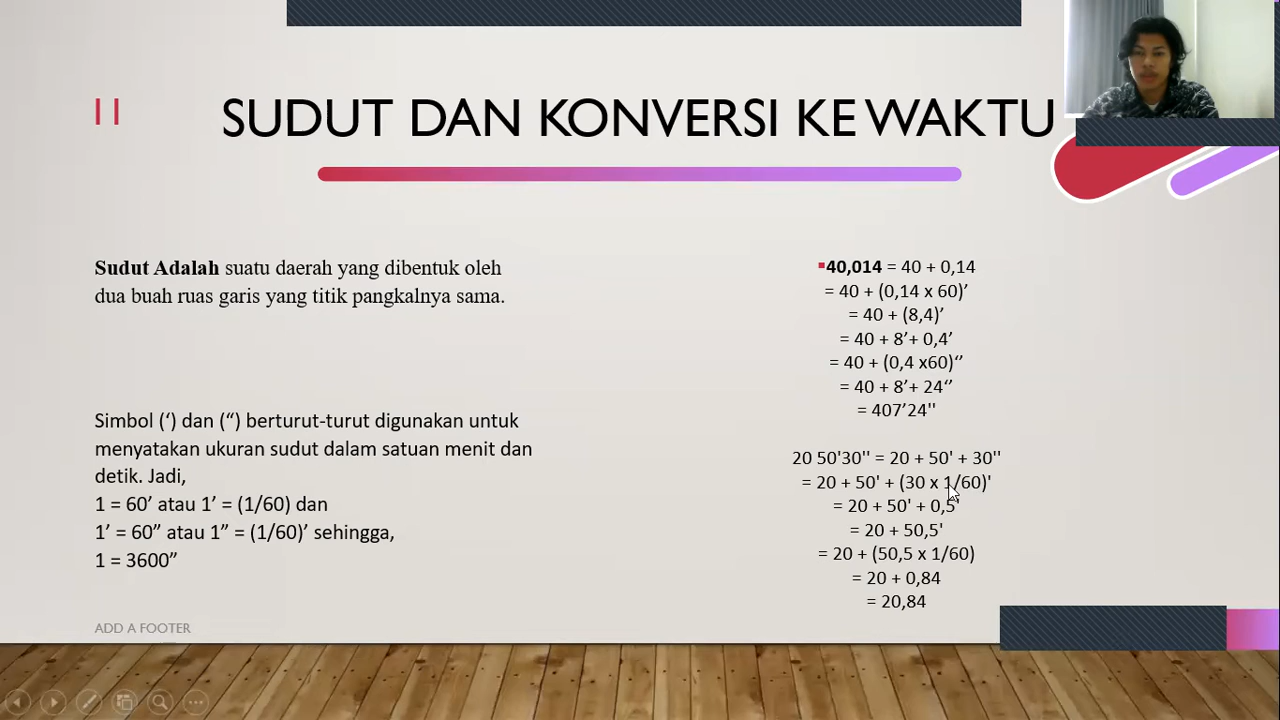 ||
SUDUT DAN KONVERSI KE WAKTU
Sudut Adalah suatu daerah yang dibentuk oleh
dua buah ruas garis yang titik pangkalnya sama.
Simbol (‘) dan (“) berturut-turut digunakan untuk
menyatakan ukuran sudut dalam satuan menit dan
detik. Jadi,
1 = 60’ atau 1’ = (1/60) dan
1’ = 60” atau 1” = (1/60)’ sehingga,
1 = 3600”
40,014 = 40 + 0,14
= 40 + (0,14 x 60)’
= 40 + (8,4)’
= 40 + 8’+ 0,4’
= 40 + (0,4 x60)‘’
= 40 + 8’+ 24‘’
= 407’24''
20 50'30'' = 20 + 50' + 30''
= 20 + 50' + (30 x 1/60)'
= 20 + 50' + 0,5'
= 20 + 50,5'
= 20 + (50,5 x 1/60)
= 20 + 0,84
= 20,84
ADD A FOOTER